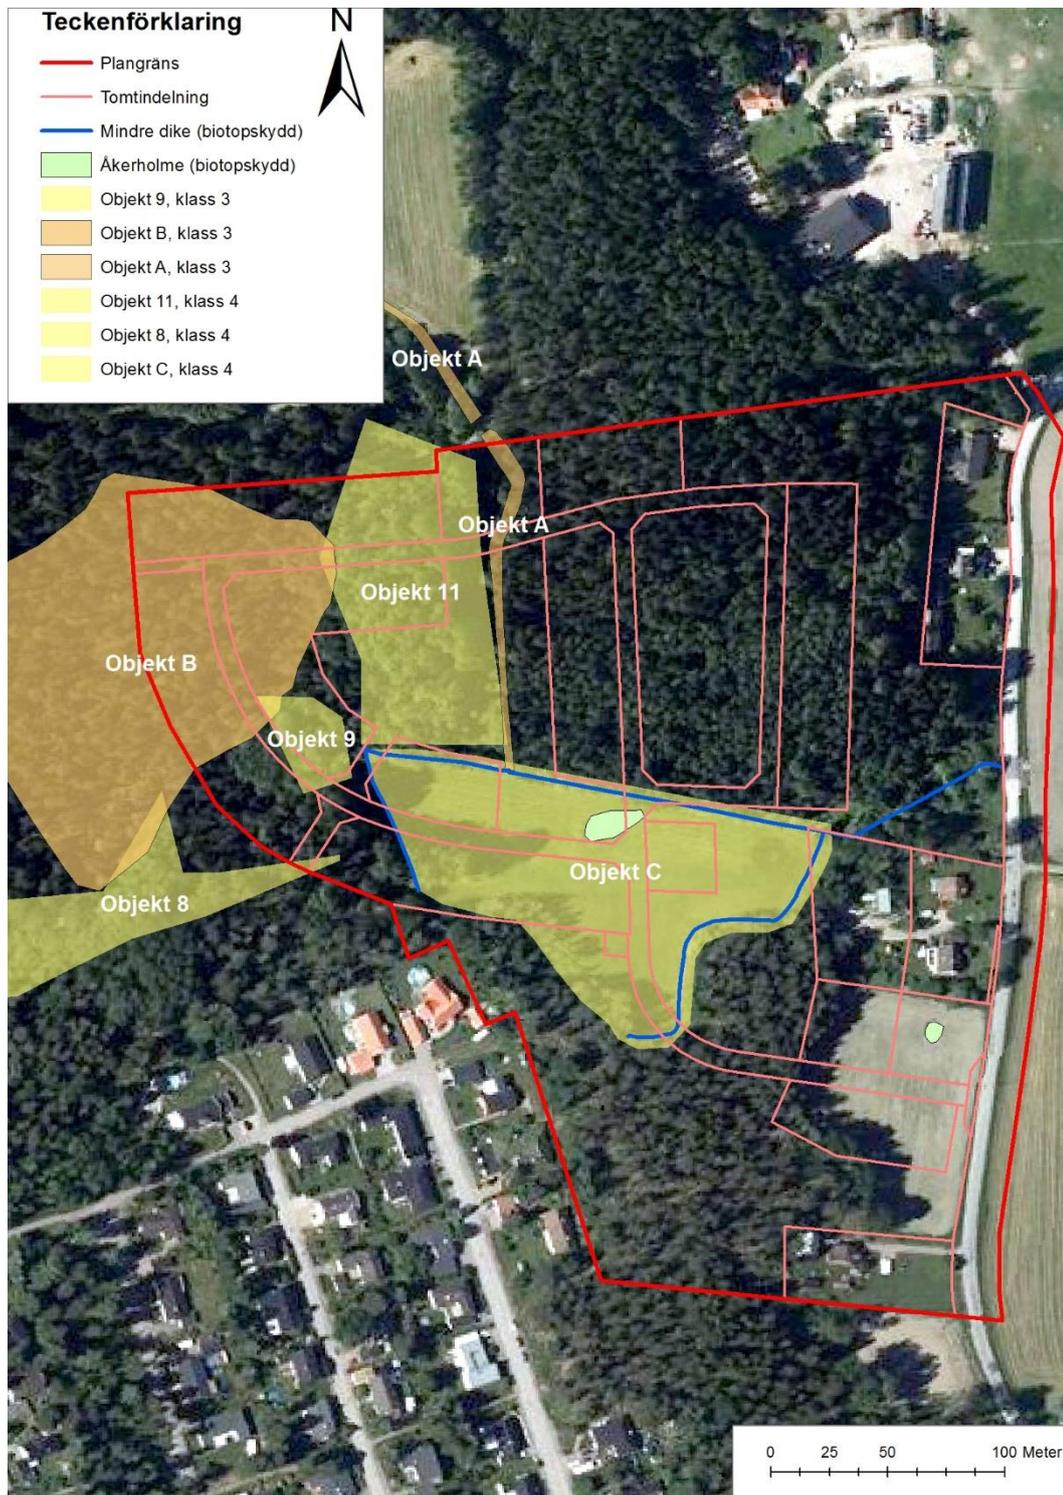 Teckenförklaring
N
Plangräns
Tomtindelning
Mindre dike (biotopskydd)
Åkerholme (biotopskydd)
Objekt 9, klass 3
Objekt B, klass 3
Objekt A, klass 3
Objekt 11, klass 4
Objekt 8, klass 4
Objekt C, klass 4
Objekt A
Objekt A
Objekt 11
Objekt B
Objekt 9
Objekt C
Objekt 8
0 25 50 100 Meter